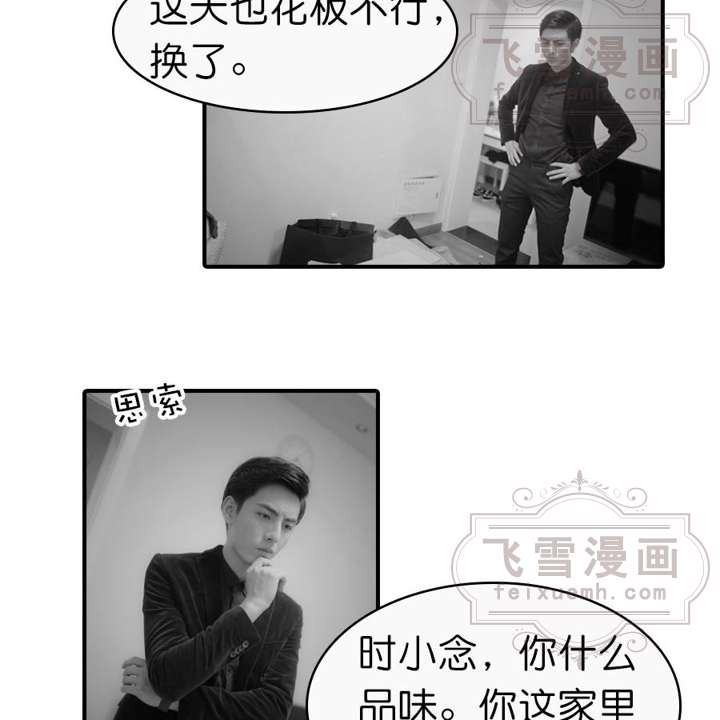 这天也花板不行，
换了。
飞雪漫画
feixuemh.com
思索
飞雪漫画
feixuemh.com
时小念，你什么
品味。你这家里